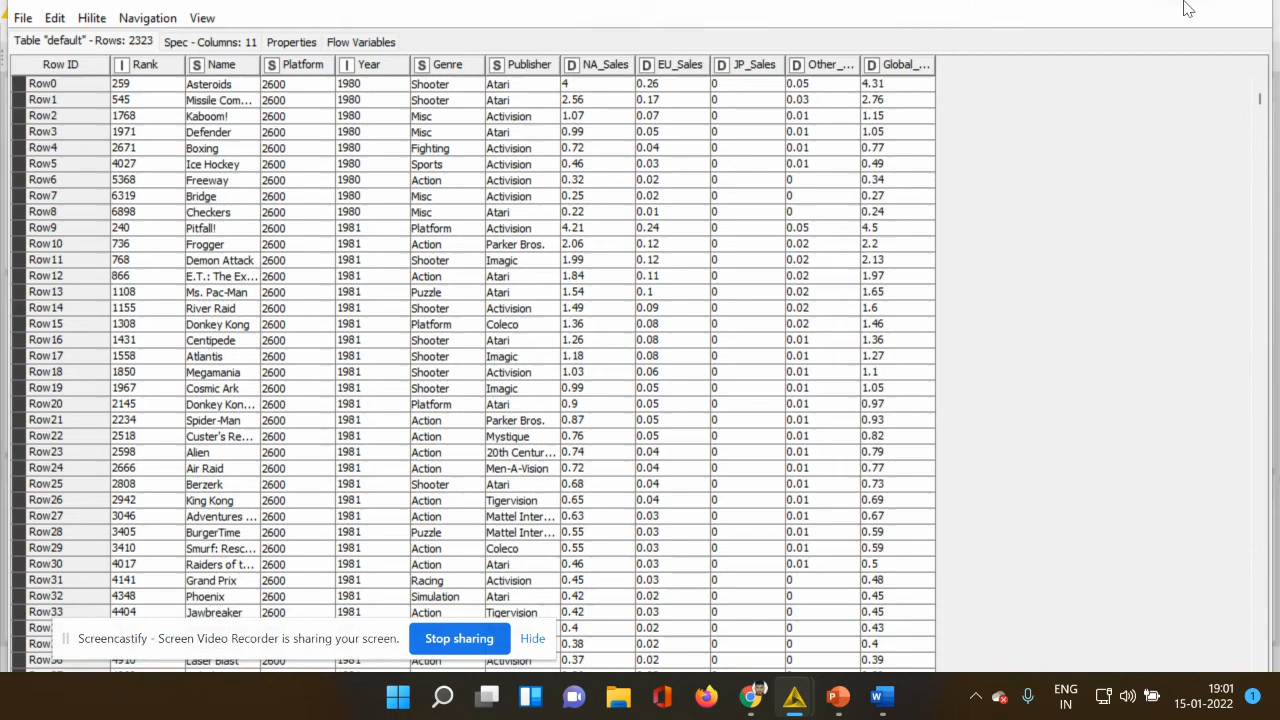 File Edit Hilite Navigation View
Table "default" - Rows: 2323 Spec - Columns: 11 Properties Flow Variables
Row ID I Rank S Name S Platform I Year S Genre S Publisher D NA_Sales D EU_Sales D JP_Sales D Other_... D Global_...
Row0 259 Asteroids 2600 1980 Shooter Atari 4 0.26 0 0.05 4.31
Row1 545 Missile Com... 2600 1980 Shooter Atari 2.56 0.17 0 0.03 2.76
Row2 1768 Kaboom! 2600 1980 Misc Activision 1.07 0.07 0 0.01 1.15
Row3 1971 Defender 2600 1980 Misc Atari 0.99 0.05 0 0.01 1.05
Row4 2671 Boxing 2600 1980 Fighting Activision 0.72 0.04 0 0.01 0.77
Row5 4027 Ice Hockey 2600 1980 Sports Activision 0.46 0.03 0 0.01 0.49
Row6 5368 Freeway 2600 1980 Action Activision 0.32 0.02 0 0 0.34
Row7 6319 Bridge 2600 1980 Misc Activision 0.25 0.02 0 0 0.27
Row8 6898 Checkers 2600 1980 Misc Atari 0.22 0.01 0 0 0.24
Row9 240 Pitfall! 2600 1981 Platform Activision 4.21 0.24 0 0.05 4.5
Row10 736 Frogger 2600 1981 Action Parker Bros. 2.06 0.12 0 0.02 2.2
Row11 768 Demon Attack 2600 1981 Shooter Imagic 1.99 0.12 0 0.02 2.13
Row12 866 E.T.: The Ex... 2600 1981 Action Atari 1.84 0.11 0 0.02 1.97
Row13 1108 Ms. Pac-Man 2600 1981 Puzzle Atari 1.54 0.1 0 0.02 1.65
Row14 1155 River Raid 2600 1981 Shooter Activision 1.49 0.09 0 0.02 1.6
Row15 1308 Donkey Kong 2600 1981 Platform Coleco 1.36 0.08 0 0.02 1.46
Row16 1431 Centipede 2600 1981 Shooter Atari 1.26 0.08 0 0.01 1.36
Row17 1558 Atlantis 2600 1981 Shooter Imagic 1.18 0.08 0 0.01 1.27
Row18 1850 Megamania 2600 1981 Shooter Activision 1.03 0.06 0 0.01 1.1
Row19 1967 Cosmic Ark 2600 1981 Shooter Imagic 0.99 0.05 0 0.01 1.05
Row20 2145 Donkey Kon... 2600 1981 Platform Atari 0.9 0.05 0 0.01 0.97
Row21 2234 Spider-Man 2600 1981 Action Parker Bros. 0.87 0.05 0 0.01 0.93
Row22 2518 Custer's Re... 2600 1981 Action Mystique 0.76 0.05 0 0.01 0.82
Row23 2598 Alien 2600 1981 Action 20th Centur... 0.74 0.04 0 0.01 0.79
Row24 2666 Air Raid 2600 1981 Action Men-A-Vision 0.72 0.04 0 0.01 0.77
Row25 2808 Berzerk 2600 1981 Shooter Atari 0.68 0.04 0 0.01 0.73
Row26 2942 King Kong 2600 1981 Action Tigervision 0.65 0.04 0 0.01 0.69
Row27 3046 Adventures ... 2600 1981 Action Mattel Inter... 0.63 0.03 0 0.01 0.67
Row28 3405 BurgerTime 2600 1981 Puzzle Mattel Inter... 0.55 0.03 0 0.01 0.59
Row29 3410 Smurf: Resc... 2600 1981 Action Coleco 0.55 0.03 0 0.01 0.59
Row30 4017 Raiders of t... 2600 1981 Action Atari 0.46 0.03 0 0.01 0.5
Row31 4141 Grand Prix 2600 1981 Racing Activision 0.45 0.03 0 0 0.48
Row32 4348 Phoenix 2600 1981 Simulation Atari 0.42 0.02 0 0 0.45
Row33 4404 Jawbreaker 2600 1981 Action Tigervision 0.42 0.03 0 0 0.45
0.4 0.02 0 0 0.43
Screencastify - Screen Video Recorder is sharing your screen. Stop sharing Hide
0.38 0.02 0 0 0.4
4910 Laser Blast 2600 1981 Action Activision 0.37 0.02 0 0 0.39
ENG 19:01
IN 15-01-2022 1